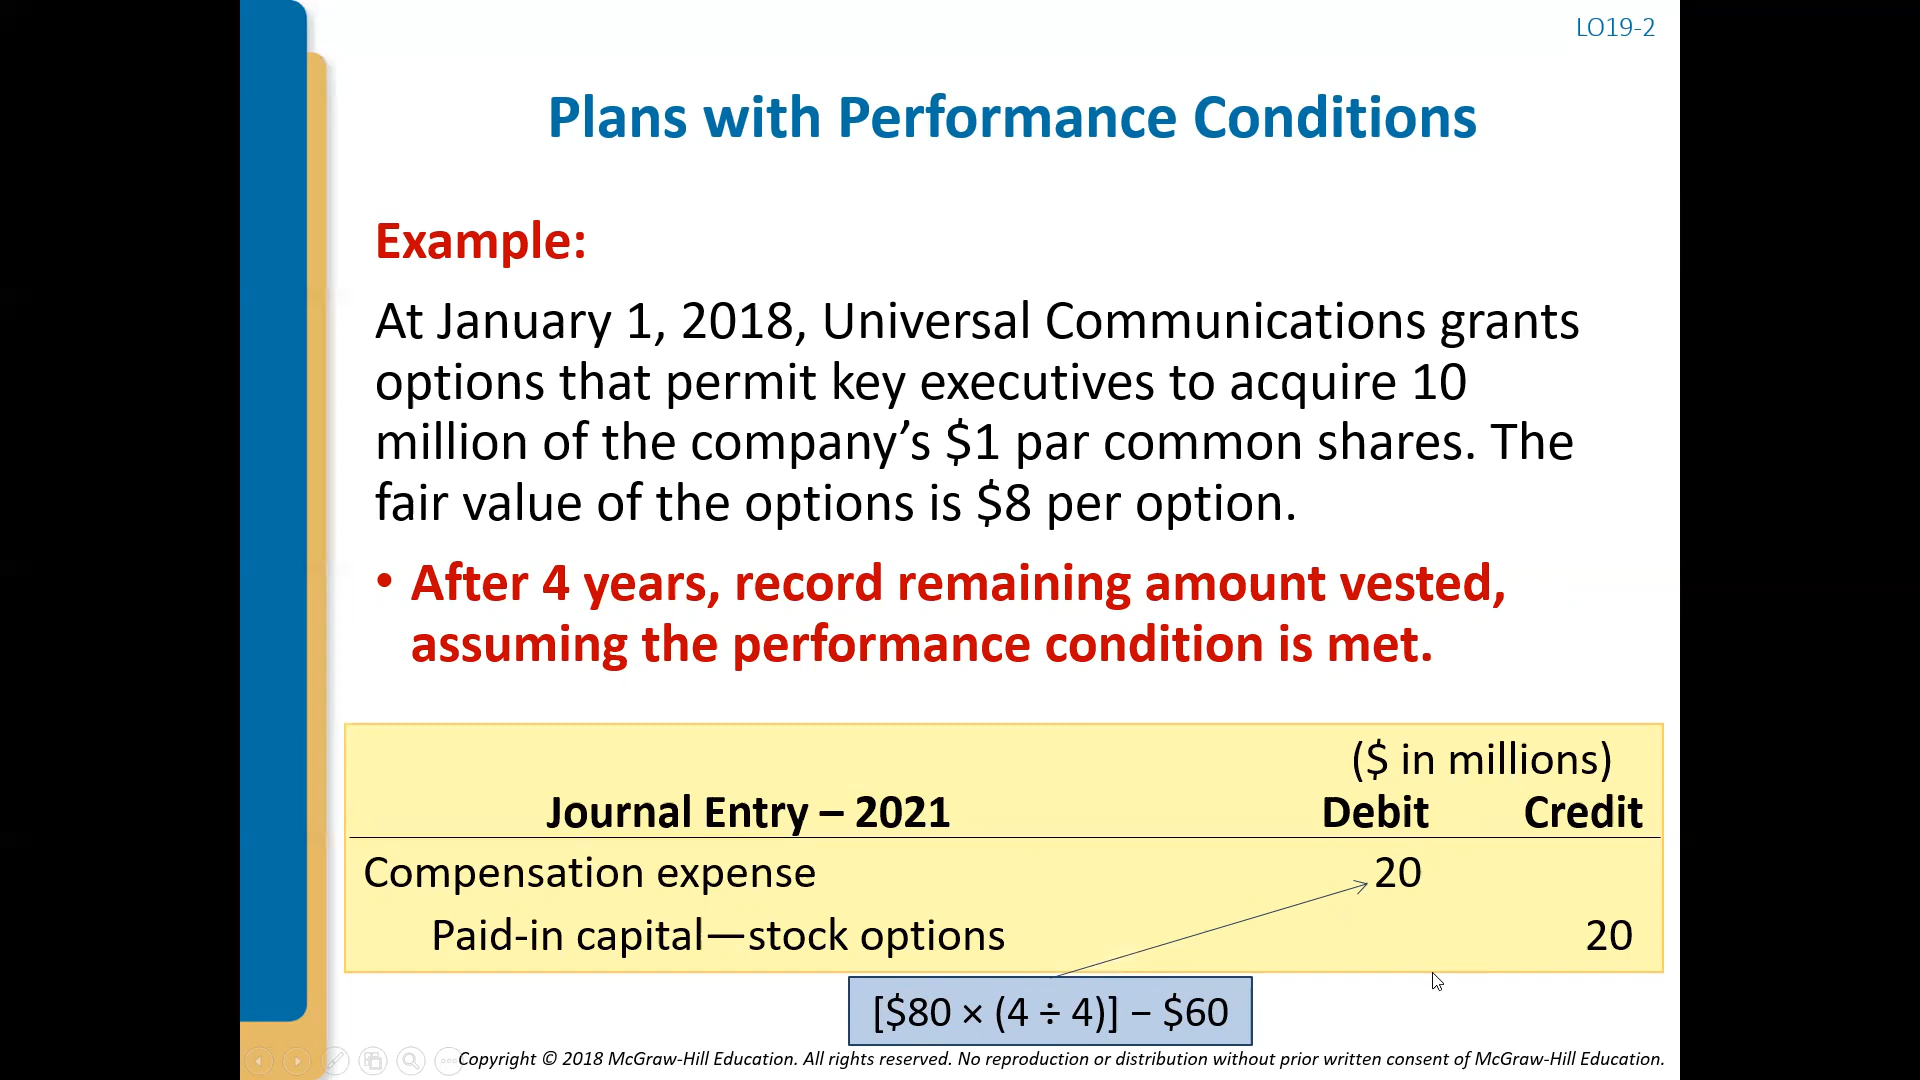 LO19-2
Plans with Performance Conditions
Example:
At January 1, 2018, Universal Communications grants
options that permit key executives to acquire 10
million of the company’s $1 par common shares. The
fair value of the options is $8 per option.
• After 4 years, record remaining amount vested,
assuming the performance condition is met.
($ in millions)
Journal Entry – 2021 Debit Credit
Compensation expense 20
Paid-in capital—stock options 20
[$80 × (4 ÷ 4)] – $60
Copyright © 2018 McGraw-Hill Education. All rights reserved. No reproduction or distribution without prior written consent of McGraw-Hill Education.